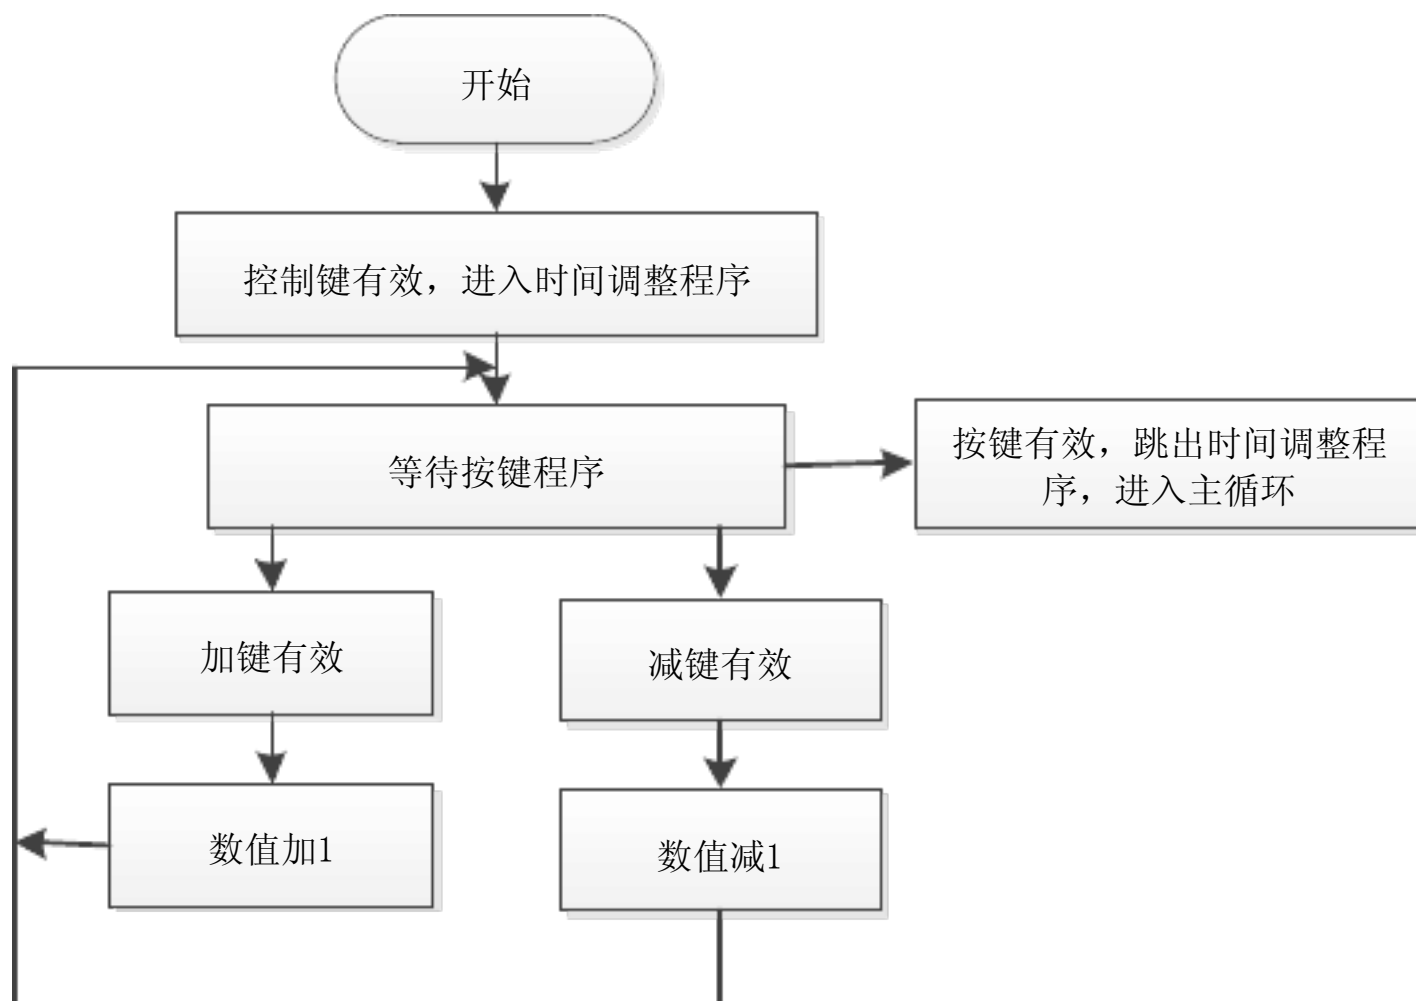 开始
控制键有效，进入时间调整程序
等待按键程序
按键有效，跳出时间调整程
序，进入主循环
加键有效
减键有效
数值加1
数值减1